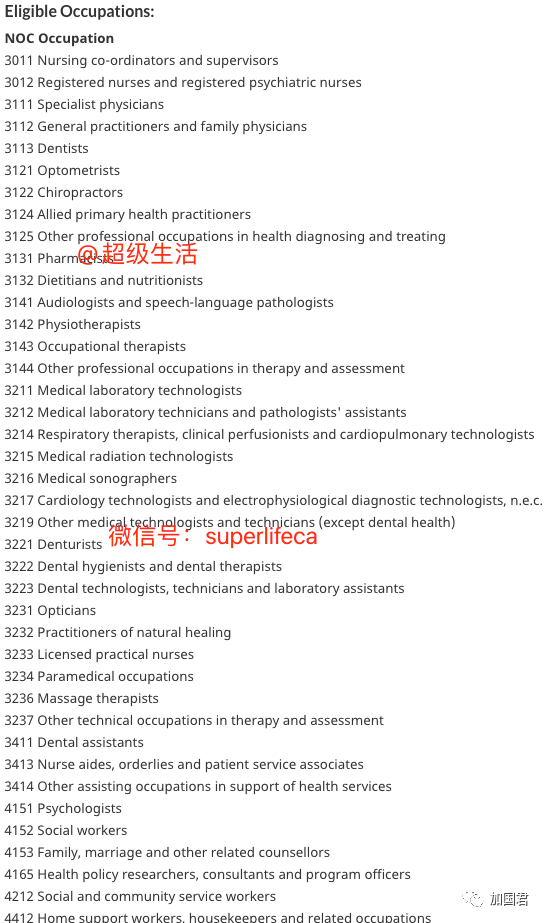 Eligible Occupations:
NOC Occupation
3011 Nursing co-ordinators and supervisors
3012 Registered nurses and registered psychiatric nurses
3111 Specialist physicians
3112 General practitioners and family physicians
3113 Dentists
3121 Optometrists
3122 Chiropractors
3124 Allied primary health practitioners
3125 Other professional occupations in health diagnosing and treating
@超级生活
3131 Pharmacists
3132 Dietitians and nutritionists
3141 Audiologists and speech-language pathologists
3142 Physiotherapists
3143 Occupational therapists
3144 Other professional occupations in therapy and assessment
3211 Medical laboratory technologists
3212 Medical laboratory technicians and pathologists' assistants
3214 Respiratory therapists, clinical perfusionists and cardiopulmonary technologists
3215 Medical radiation technologists
3216 Medical sonographers
3217 Cardiology technologists and electrophysiological diagnostic technologists, n.e.c.
3219 Other medical technologists and technicians (except dental health)
微信号：superlifeca
3221 Denturists
3222 Dental hygienists and dental therapists
3223 Dental technologists, technicians and laboratory assistants
3231 Opticians
3232 Practitioners of natural healing
3233 Licensed practical nurses
3234 Paramedical occupations
3236 Massage therapists
3237 Other technical occupations in therapy and assessment
3411 Dental assistants
3413 Nurse aides, orderlies and patient service associates
3414 Other assisting occupations in support of health services
4151 Psychologists
4152 Social workers
4153 Family, marriage and other related counsellors
4165 Health policy researchers, consultants and program officers
4212 Social and community service workers
加国君
4412 Home support workers, housekeepers and related occupations